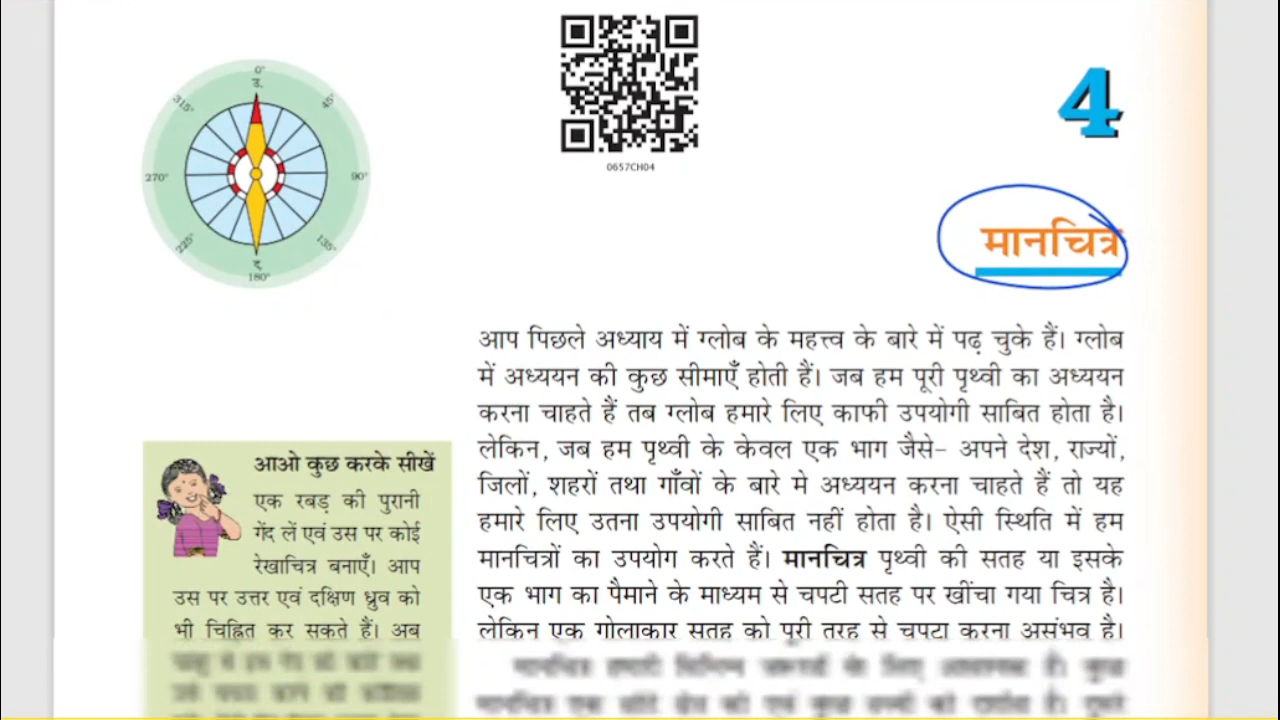 0°
उ.
45°
90°
135°
180°
द.
225°
270°
315°
0657CH04
4
मानचित्र
आप पिछले अध्याय में ग्लोब के महत्त्व के बारे में पढ़ चुके हैं। ग्लोब
में अध्ययन की कुछ सीमाएँ होती हैं। जब हम पूरी पृथ्वी का अध्ययन
करना चाहते हैं तब ग्लोब हमारे लिए काफी उपयोगी साबित होता है।
लेकिन, जब हम पृथ्वी के केवल एक भाग जैसे– अपने देश, राज्यों,
जिलों, शहरों तथा गाँवों के बारे मे अध्ययन करना चाहते हैं तो यह
हमारे लिए उतना उपयोगी साबित नहीं होता है। ऐसी स्थिति में हम
मानचित्रों का उपयोग करते हैं। मानचित्र पृथ्वी की सतह या इसके
एक भाग का पैमाने के माध्यम से चपटी सतह पर खींचा गया चित्र है।
लेकिन एक गोलाकार सतह को पूरी तरह से चपटा करना असंभव है।
आओ कुछ करके सीखें
एक रबड़ की पुरानी
गेंद लें एवं उस पर कोई
रेखाचित्र बनाएँ। आप
उस पर उत्तर एवं दक्षिण ध्रुव को
भी चिह्नित कर सकते हैं। अब